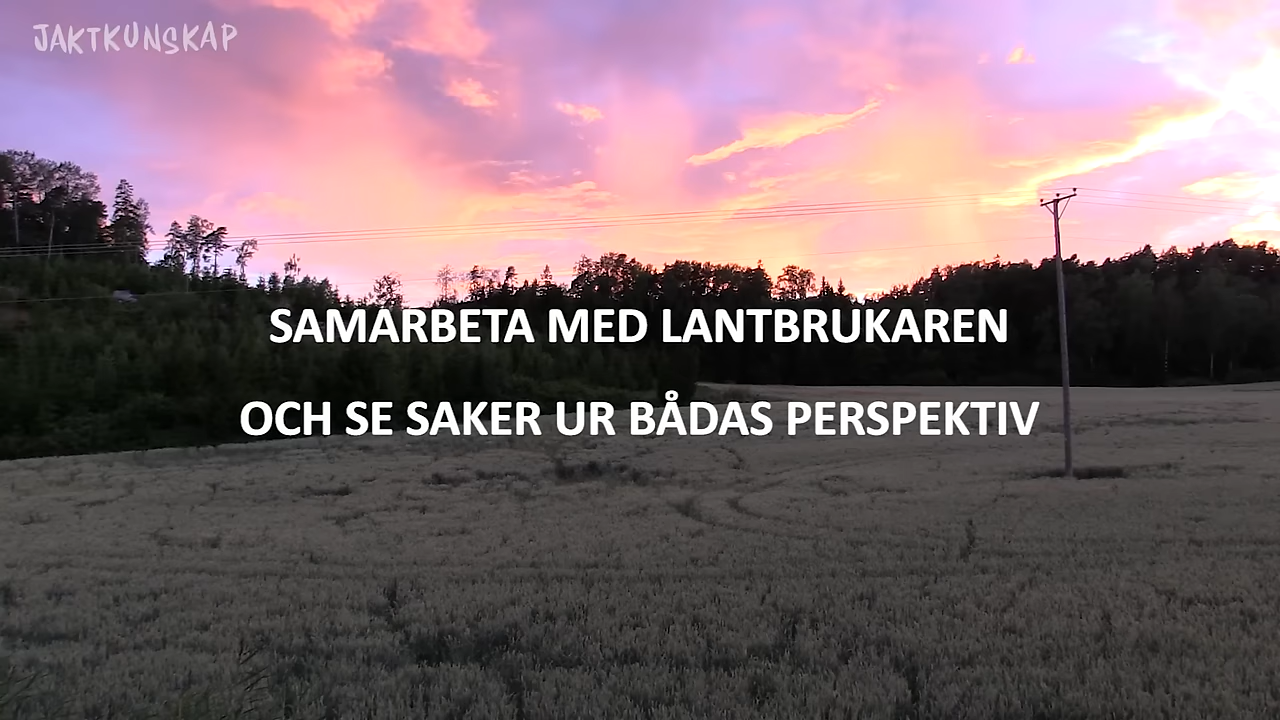 JAKTKUNSKAP
SAMARBETA MED LANTBRUKAREN
OCH SE SAKER UR BÅDAS PERSPEKTIV